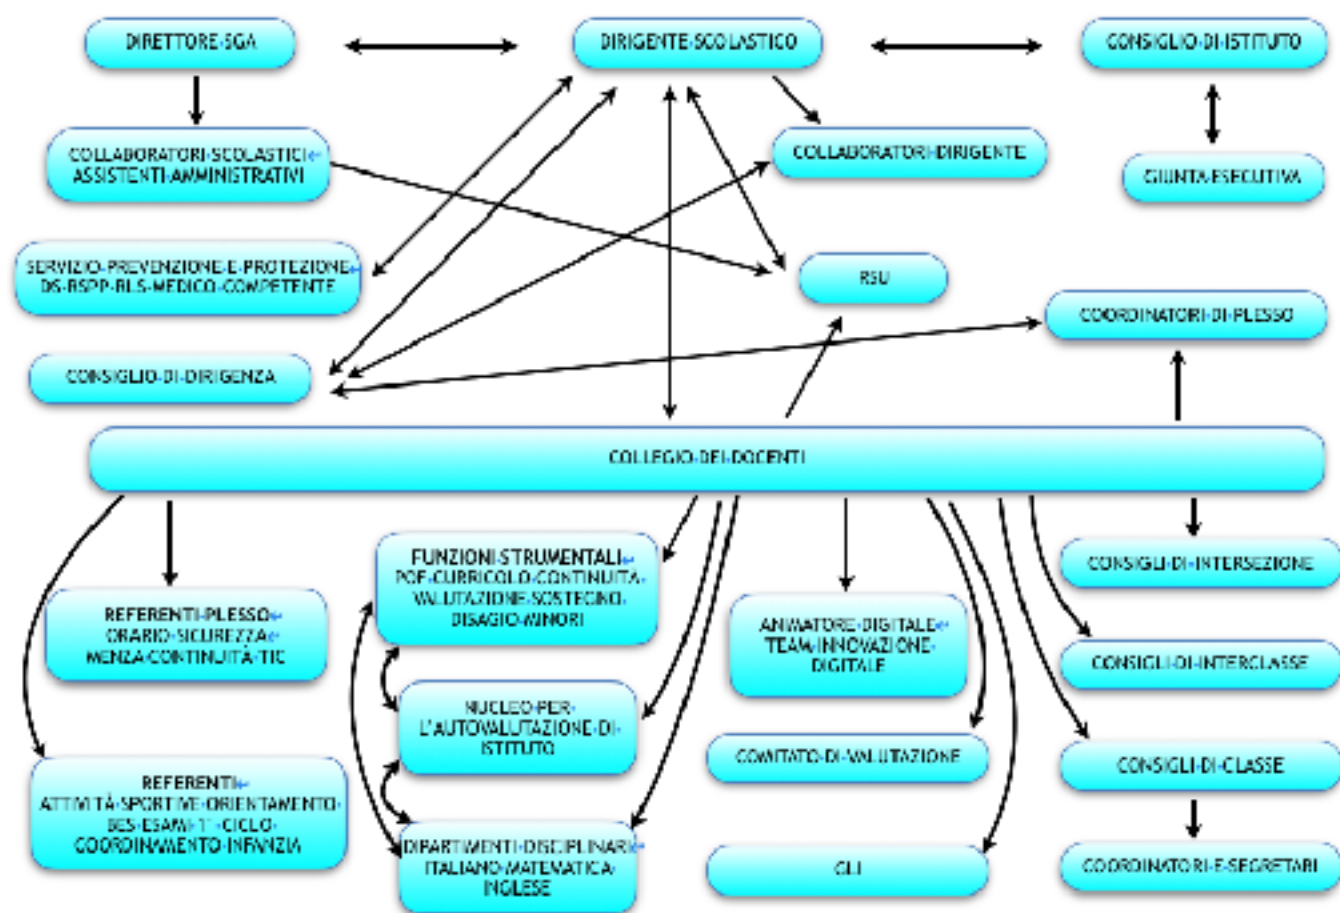 DIRETTORE SGA
DIRIGENTE SCOLASTICO
CONSIGLIO DI ISTITUTO
COLLABORATORI SCOLASTICI
ASSISTENTI AMMINISTRATIVI
COLLABORATORI DIRIGENTE
GIUNTA ESECUTIVA
SERVIZIO PREVENZIONE E PROTEZIONE
DS-RSPP-RLS-MEDICO COMPETENTE
RSU
COORDINATORI DI PLESSO
CONSIGLIO DI DIRIGENZA
COLLEGIO DEI DOCENTI
FUNZIONI STRUMENTALI
POF CURRICOLO CONTINUITÀ
VALUTAZIONE SOSTEGNO
DISAGIO MINORI
CONSIGLI DI INTERSEZIONE
REFERENTI PLESSO
ORARIO SICUREZZA
MENZA CONTINUITÀ TIC
ANIMATORE DIGITALE
TEAM INNOVAZIONE
DIGITALE
CONSIGLI DI INTERCLASSE
NUCLEO PER
L'AUTOVALUTAZIONE DI
ISTITUTO
COMITATO DI VALUTAZIONE
CONSIGLI DI CLASSE
REFERENTI
ATTIVITÀ SPORTIVE ORIENTAMENTO
BES ESAMI 1° CICLO
COORDINAMENTO INFANZIA
DIPARTIMENTI DISCIPLINARI
ITALIANO MATEMATICA
INGLESE
GLI
COORDINATORI E SEGRETARI